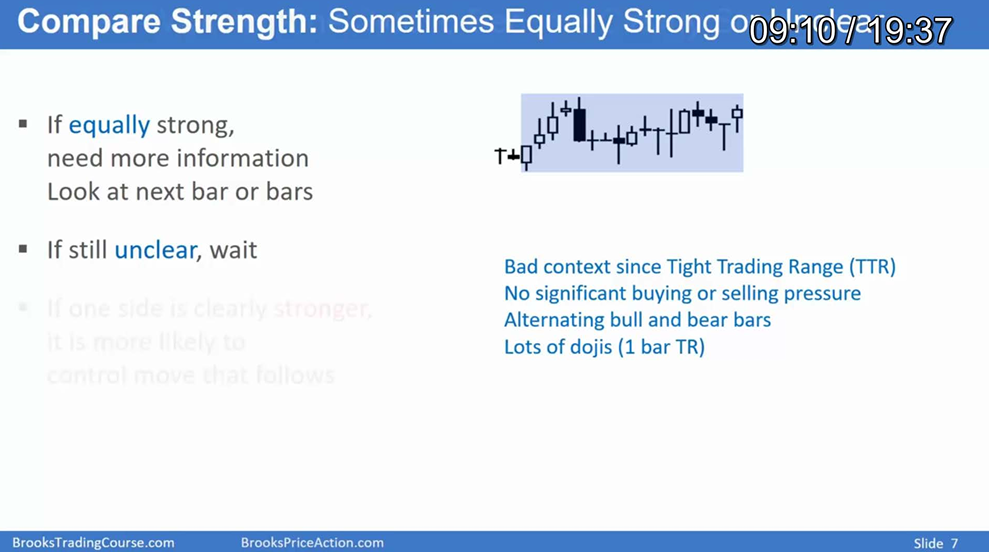 Compare Strength: Sometimes Equally Strong or Unclear
09:10 / 19:37
▪ If equally strong,
need more information
Look at next bar or bars
▪ If still unclear, wait
▪ If one side is clearly stronger,
it is more likely to
control move that follows
Bad context since Tight Trading Range (TTR)
No significant buying or selling pressure
Alternating bull and bear bars
Lots of dojis (1 bar TR)
BrooksTradingCourse.com
BrooksPriceAction.com
Slide 7